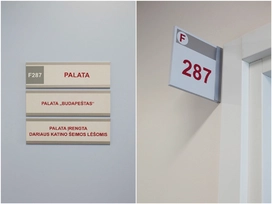 F287 PALATA
PALATA „BUDAPEŠTAS“
PALATA ĮRENGTA
DARIAUS KATINO ŠEIMOS LĖŠOMIS
F
287